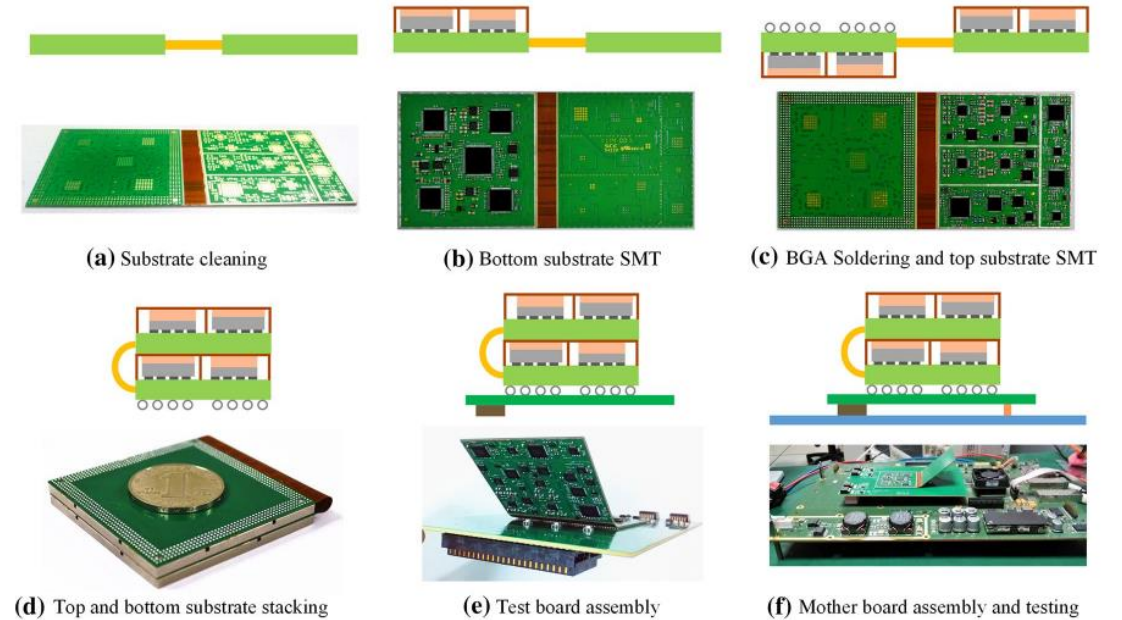 (a) Substrate cleaning
(b) Bottom substrate SMT
(c) BGA Soldering and top substrate SMT
(d) Top and bottom substrate stacking
(e) Test board assembly
(f) Mother board assembly and testing